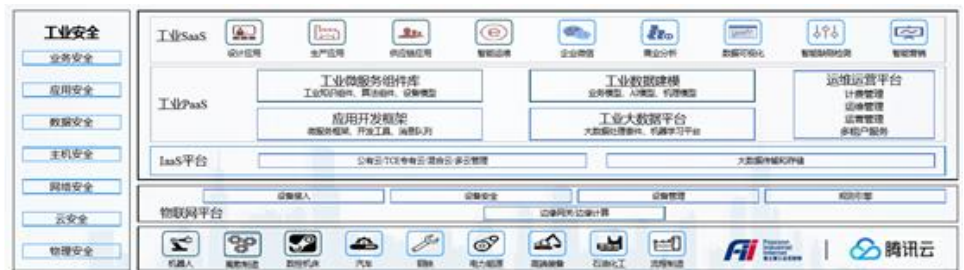 工业安全
业务安全
应用安全
数据安全
主机安全
网络安全
云安全
物理安全
工业SaaS
设计应用
生产应用
供应链应用
智能运维
企业微信
商业分析
数据可视化
智能缺陷检测
智能营销
工业PaaS
工业微服务组件库
工业知识组件、算法组件、设备模型
工业数据建模
业务模型、AI模型、机理模型
应用开发框架
微服务框架、开发工具、消息队列
工业大数据平台
大数据处理套件、机器学习平台
运维运营平台
计费管理
运维管理
运营管理
多租户服务
IaaS平台
公有云·TCE专有云·混合云·多云管理
大数据传输和存储
物联网平台
设备接入
设备安全
设备管理
规则引擎
边缘网关·边缘计算
机器人
数控机床
汽车
钢铁
电力能源
高端装备
石油化工
流程制造
腾讯云